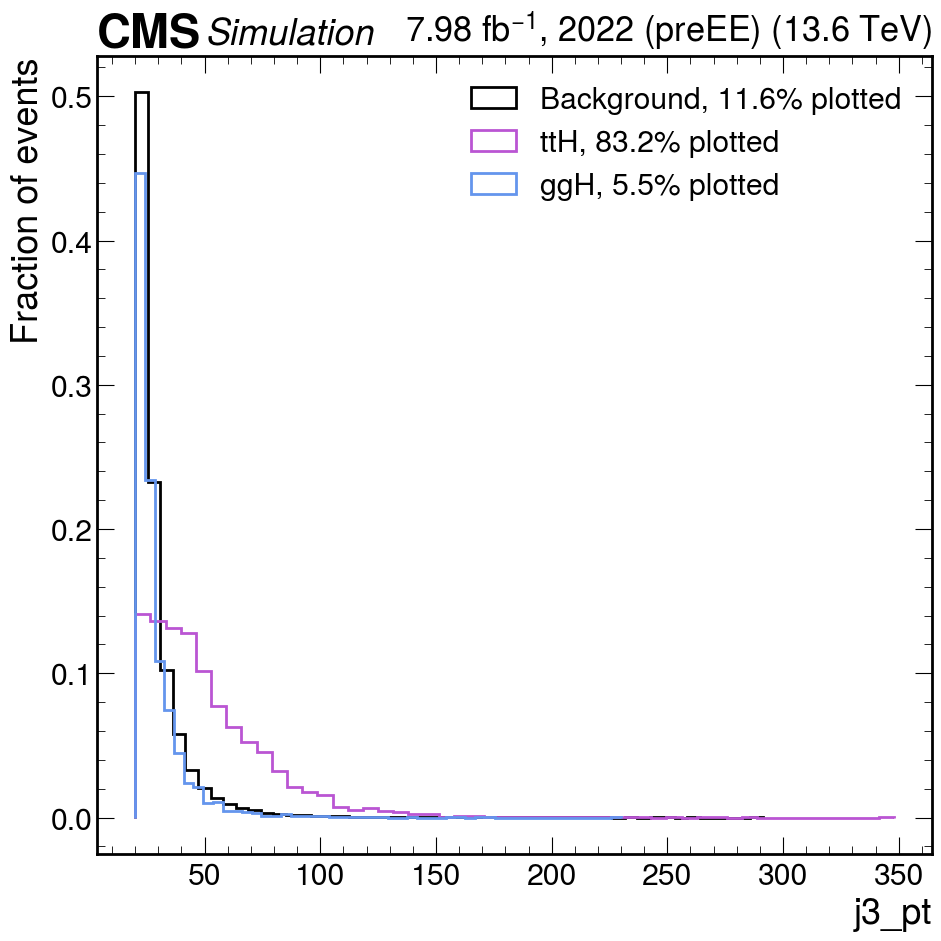 CMS Simulation 7.98 fb⁻¹, 2022 (preEE) (13.6 TeV)
Fraction of events
Background, 11.6% plotted
ttH, 83.2% plotted
ggH, 5.5% plotted
0.5
0.4
0.3
0.2
0.1
0.0
50 100 150 200 250 300 350
j3_pt